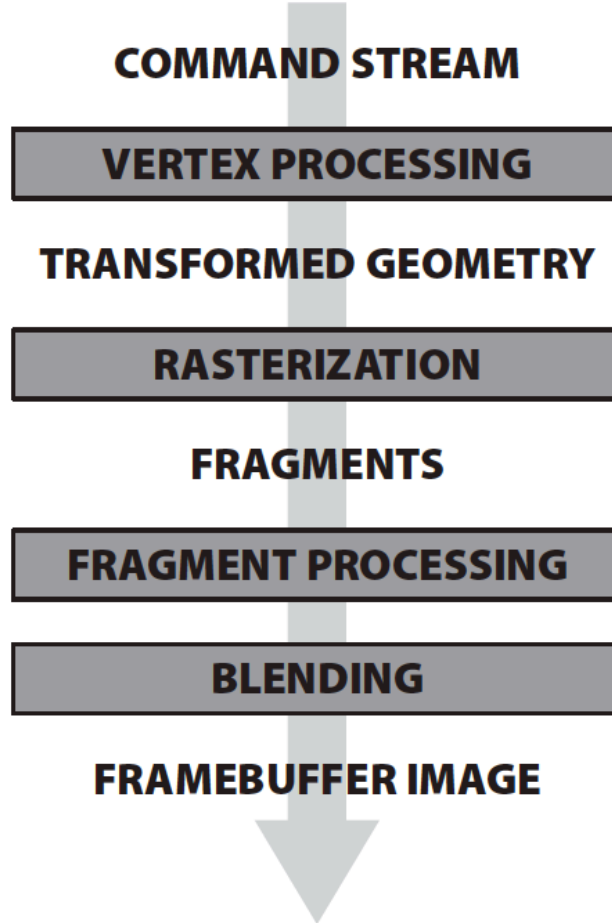 COMMAND STREAM
VERTEX PROCESSING
TRANSFORMED GEOMETRY
RASTERIZATION
FRAGMENTS
FRAGMENT PROCESSING
BLENDING
FRAMEBUFFER IMAGE